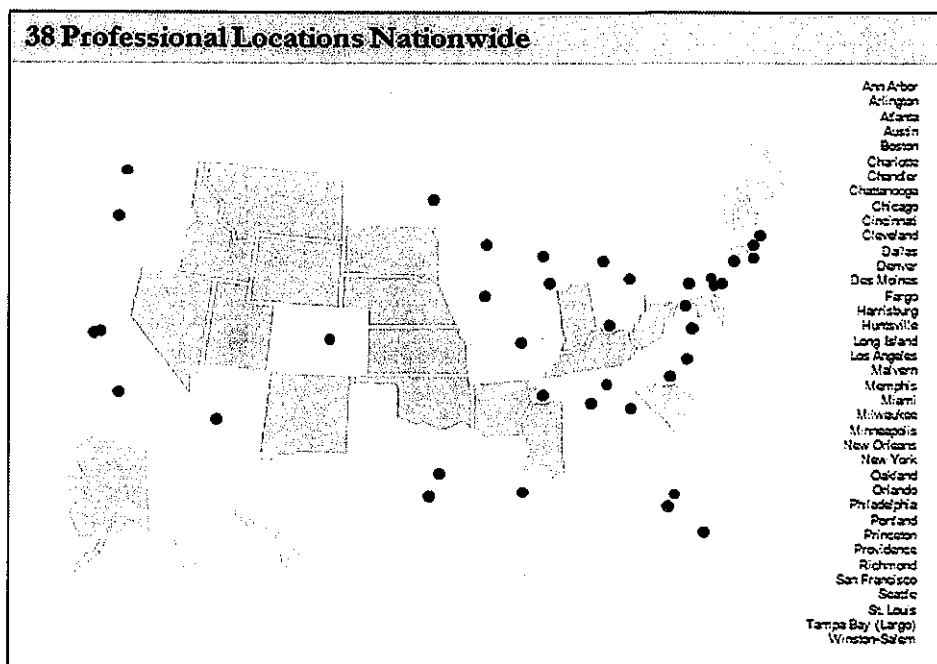 38 Professional Locations Nationwide
Ann Arbor
Arlington
Atlanta
Austin
Boston
Charlotte
Chandler
Chattanooga
Chicago
Cincinnati
Cleveland
Dallas
Denver
Des Moines
Fargo
Harrisburg
Huntsville
Long Island
Los Angeles
Malvern
Memphis
Miami
Milwaukee
Minneapolis
New Orleans
New York
Oakland
Orlando
Philadelphia
Portland
Princeton
Providence
Richmond
San Francisco
Seattle
St. Louis
Tampa Bay (Largo)
Winston-Salem